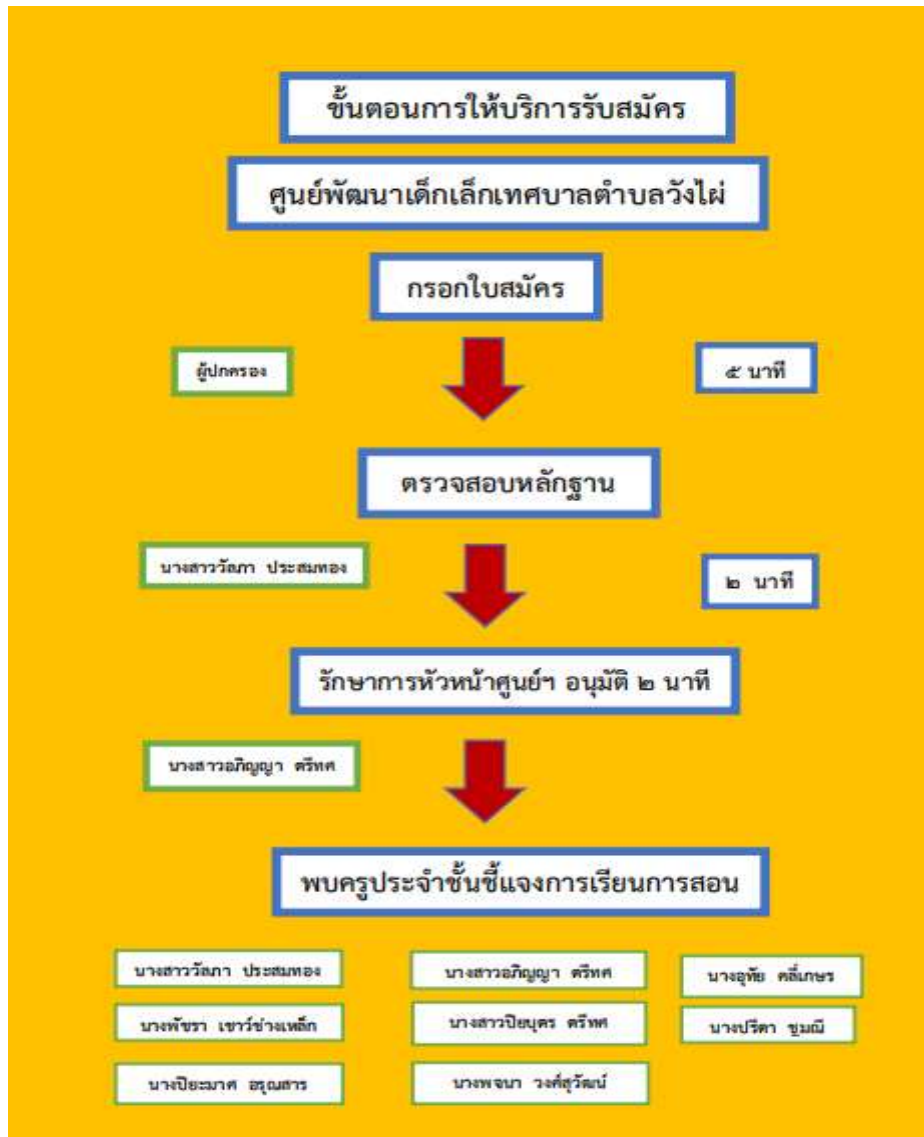 ขั้นตอนการให้บริการรับสมัคร
ศูนย์พัฒนาเด็กเล็กเทศบาลตำบลวังไผ่
กรอกใบสมัคร
ผู้ปกครอง
๕ นาที
ตรวจสอบหลักฐาน
นางสาววัลภา ประสมทอง
๒ นาที
รักษาการหัวหน้าศูนย์ฯ อนุมัติ ๒ นาที
นางสาวอภิญญา ตรีทศ
พบครูประจำชั้นชี้แจงการเรียนการสอน
นางสาววัลภา ประสมทอง
นางสาวอภิญญา ตรีทศ
นางอุทัย คลี่เกษร
นางพัชรา เชาว์ช่างเหล็ก
นางสาวปิยบุตร ตรีทศ
นางปรีดา ชุมณี
นางปิยะมาศ อรุณสาร
นางพจนา วงศ์สุวัฒน์